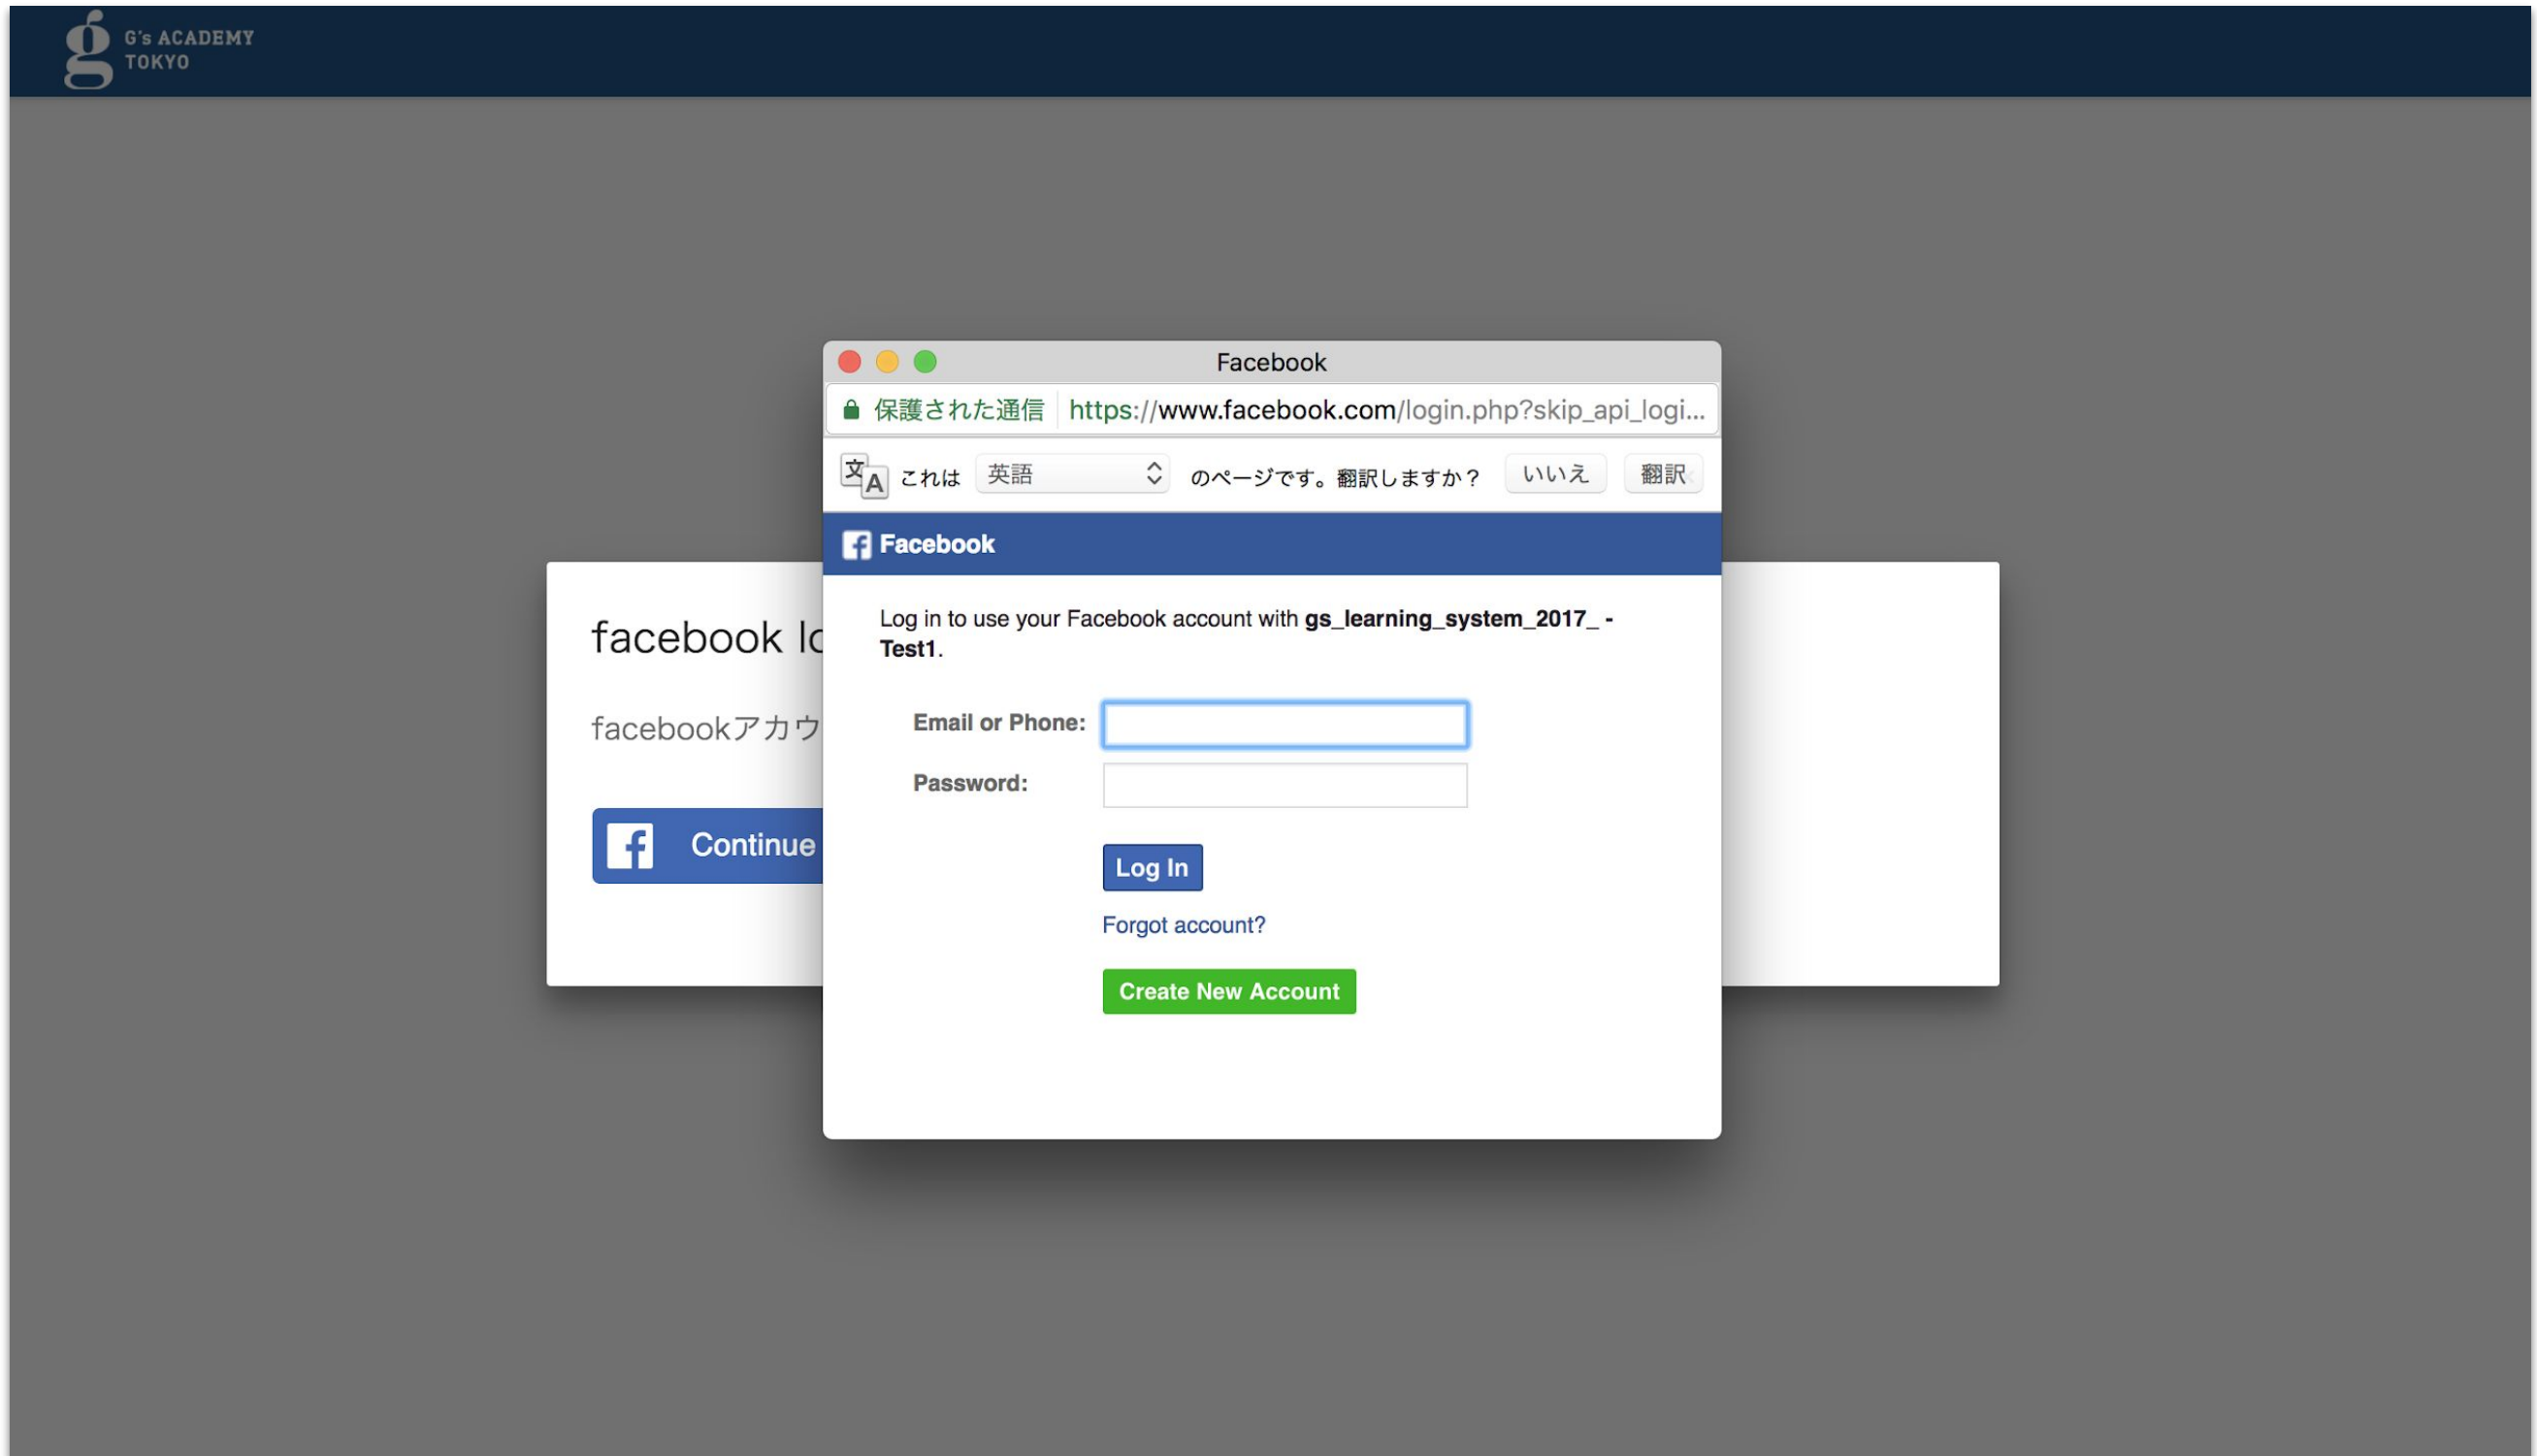 G's ACADEMY
TOKYO
Facebook
保護された通信 https://www.facebook.com/login.php?skip_api_logi...
文A これは 英語 のページです。翻訳しますか? いいえ 翻訳
Facebook
Log in to use your Facebook account with gs_learning_system_2017_ -
Test1.
Email or Phone:
Password:
Log In
Forgot account?
Create New Account
facebook lo
facebookアカウ
Continue